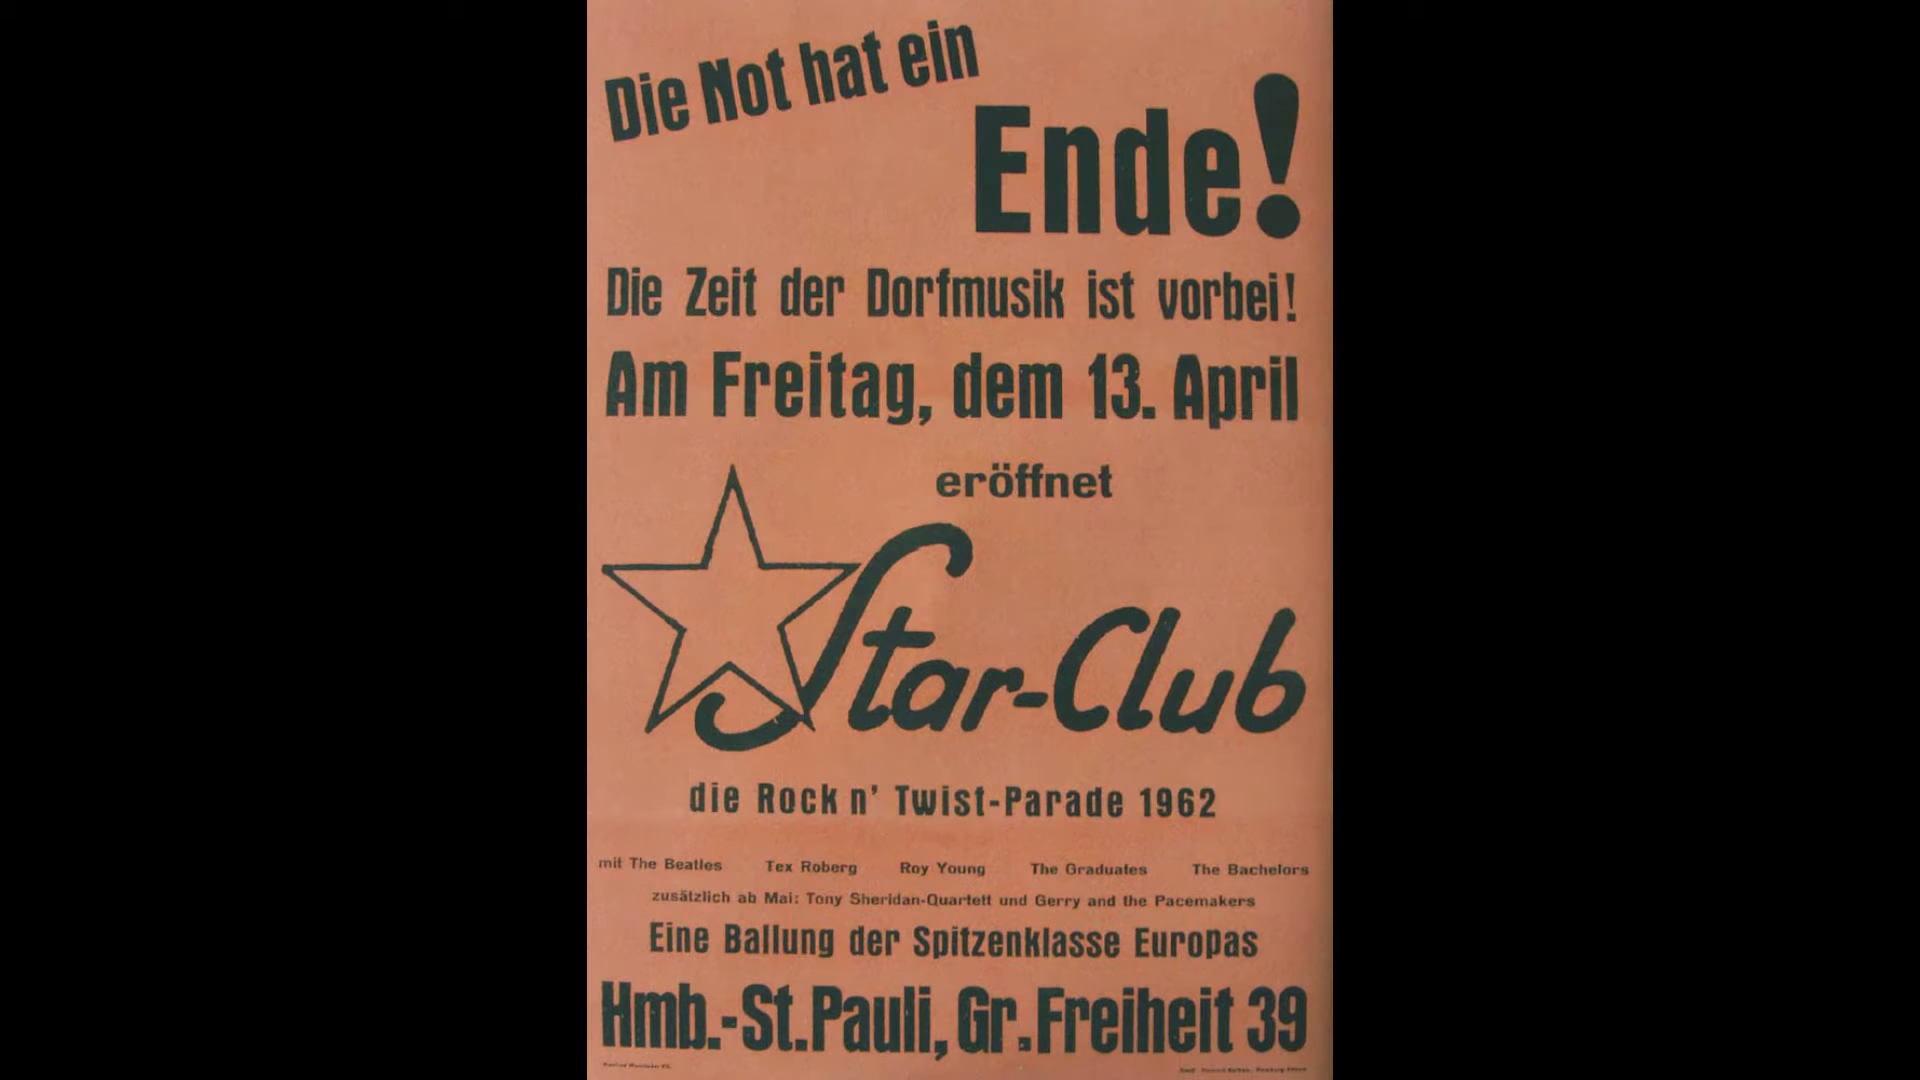 Die Not hat ein
Ende!
Die Zeit der Dorfmusik ist vorbei!
Am Freitag, dem 13. April
eröffnet
Star-Club
die Rock n' Twist-Parade 1962
mit The Beatles Tex Roberg Roy Young The Graduates The Bachelors
zusätzlich ab Mai: Tony Sheridan-Quartett und Gerry and the Pacemakers
Eine Ballung der Spitzenklasse Europas
Hmb.-St. Pauli, Gr. Freiheit 39